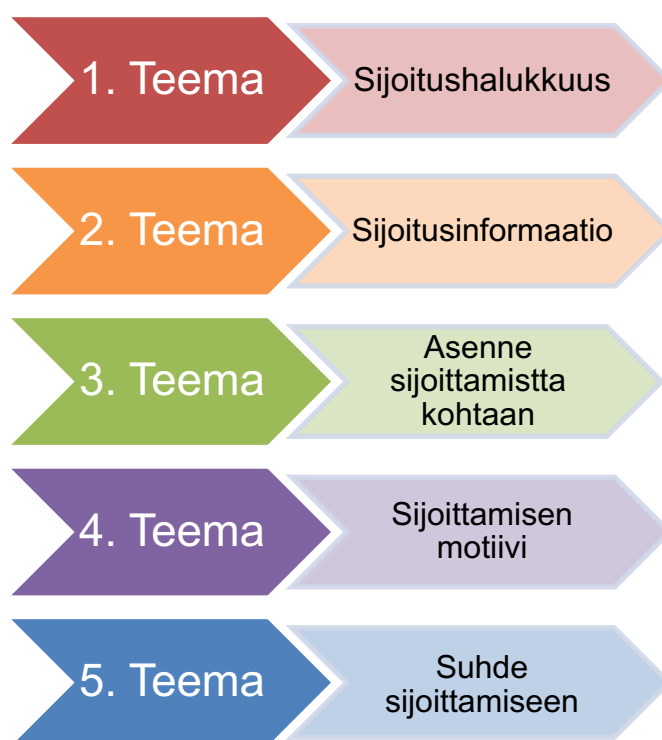 1. Teema
Sijoitushalukkuus
2. Teema
Sijoitusinformaatio
3. Teema
Asenne
sijoittamistta
kohtaan
4. Teema
Sijoittamisen
motiivi
5. Teema
Suhde
sijoittamiseen